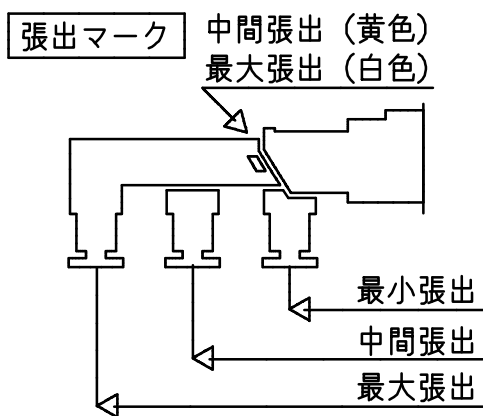 張出マーク
中間張出（黄色）
最大張出（白色）
最小張出
中間張出
最大張出